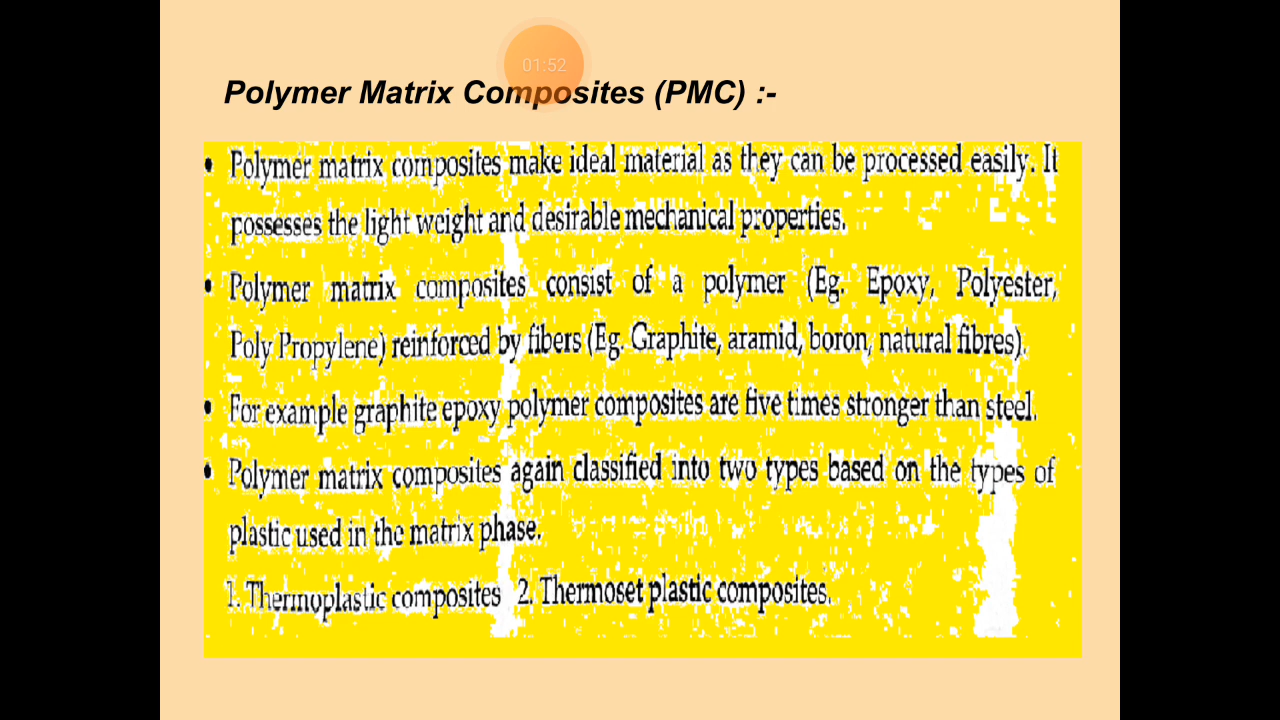 01:52
Polymer Matrix Composites (PMC) :-
• Polymer matrix composites make ideal material as they can be processed easily. It
possesses the light weight and desirable mechanical properties.
• Polymer matrix composites consist of a polymer (Eg. Epoxy, Polyester,
Poly Propylene) reinforced by fibers (Eg. Graphite, aramid, boron, natural fibres).
• For example graphite epoxy polymer composites are five times stronger than steel.
• Polymer matrix composites again classified into two types based on the types of
plastic used in the matrix phase.
1. Thermoplastic composites 2. Thermoset plastic composites.